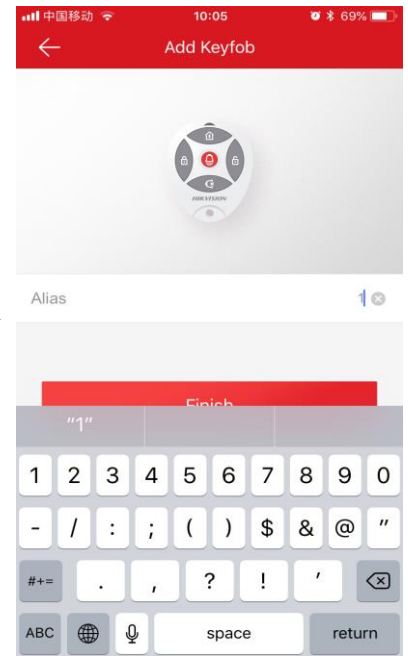 中国移动 10:05 69%
Add Keyfob
HIKVISION
Alias 1
Finish
"1"
1 2 3 4 5 6 7 8 9 0
- / : ; ( ) $ & @ "
#+= . , ? ! '
ABC space return